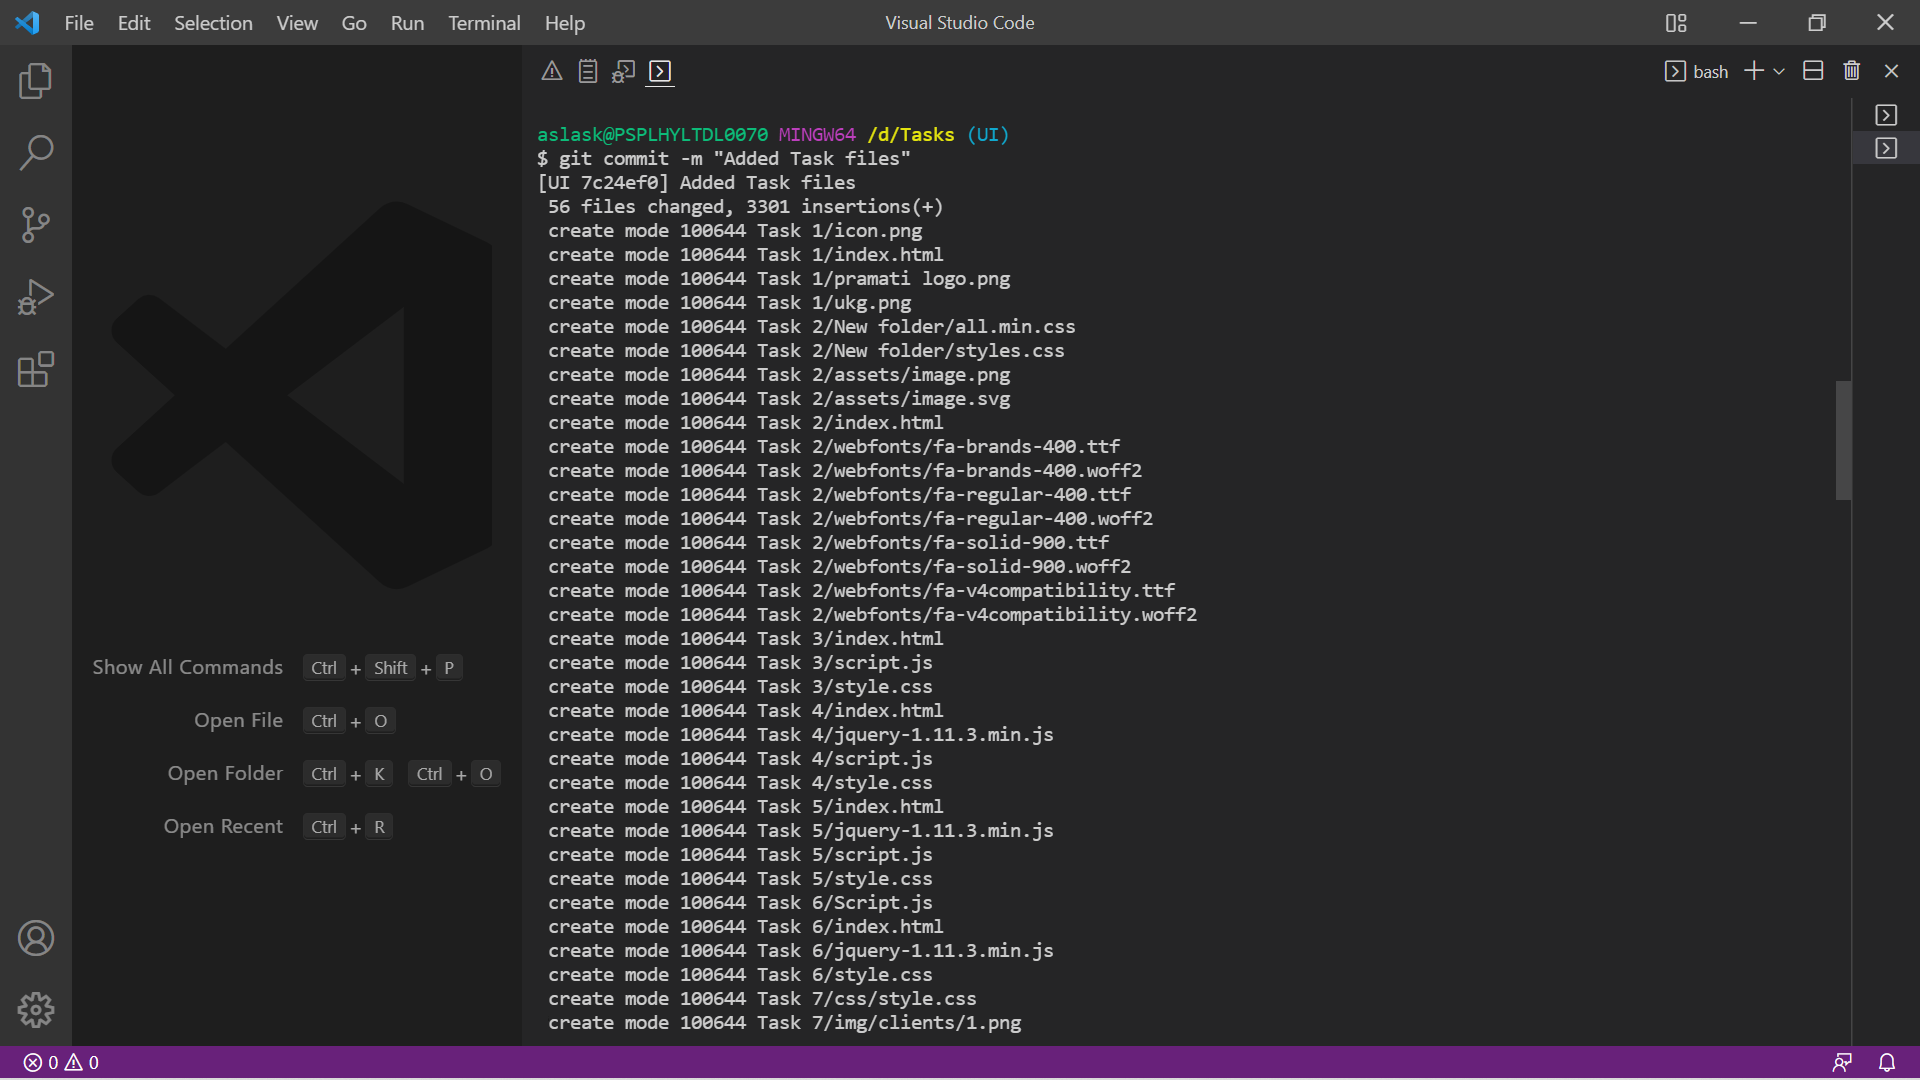 File Edit Selection View Go Run Terminal Help Visual Studio Code
bash
aslask@PSPLHYLTDL0070 MINGW64 /d/Tasks (UI)
$ git commit -m "Added Task files"
[UI 7c24ef0] Added Task files
56 files changed, 3301 insertions(+)
create mode 100644 Task 1/icon.png
create mode 100644 Task 1/index.html
create mode 100644 Task 1/pramati logo.png
create mode 100644 Task 1/ukg.png
create mode 100644 Task 2/New folder/all.min.css
create mode 100644 Task 2/New folder/styles.css
create mode 100644 Task 2/assets/image.png
create mode 100644 Task 2/assets/image.svg
create mode 100644 Task 2/index.html
create mode 100644 Task 2/webfonts/fa-brands-400.ttf
create mode 100644 Task 2/webfonts/fa-brands-400.woff2
create mode 100644 Task 2/webfonts/fa-regular-400.ttf
create mode 100644 Task 2/webfonts/fa-regular-400.woff2
create mode 100644 Task 2/webfonts/fa-solid-900.ttf
create mode 100644 Task 2/webfonts/fa-solid-900.woff2
create mode 100644 Task 2/webfonts/fa-v4compatibility.ttf
create mode 100644 Task 2/webfonts/fa-v4compatibility.woff2
create mode 100644 Task 3/index.html
create mode 100644 Task 3/script.js
create mode 100644 Task 3/style.css
create mode 100644 Task 4/index.html
create mode 100644 Task 4/jquery-1.11.3.min.js
create mode 100644 Task 4/script.js
create mode 100644 Task 4/style.css
create mode 100644 Task 5/index.html
create mode 100644 Task 5/jquery-1.11.3.min.js
create mode 100644 Task 5/script.js
create mode 100644 Task 5/style.css
create mode 100644 Task 6/Script.js
create mode 100644 Task 6/index.html
create mode 100644 Task 6/jquery-1.11.3.min.js
create mode 100644 Task 6/style.css
create mode 100644 Task 7/css/style.css
create mode 100644 Task 7/img/clients/1.png
Show All Commands Ctrl + Shift + P
Open File Ctrl + O
Open Folder Ctrl + K Ctrl + O
Open Recent Ctrl + R
0 0